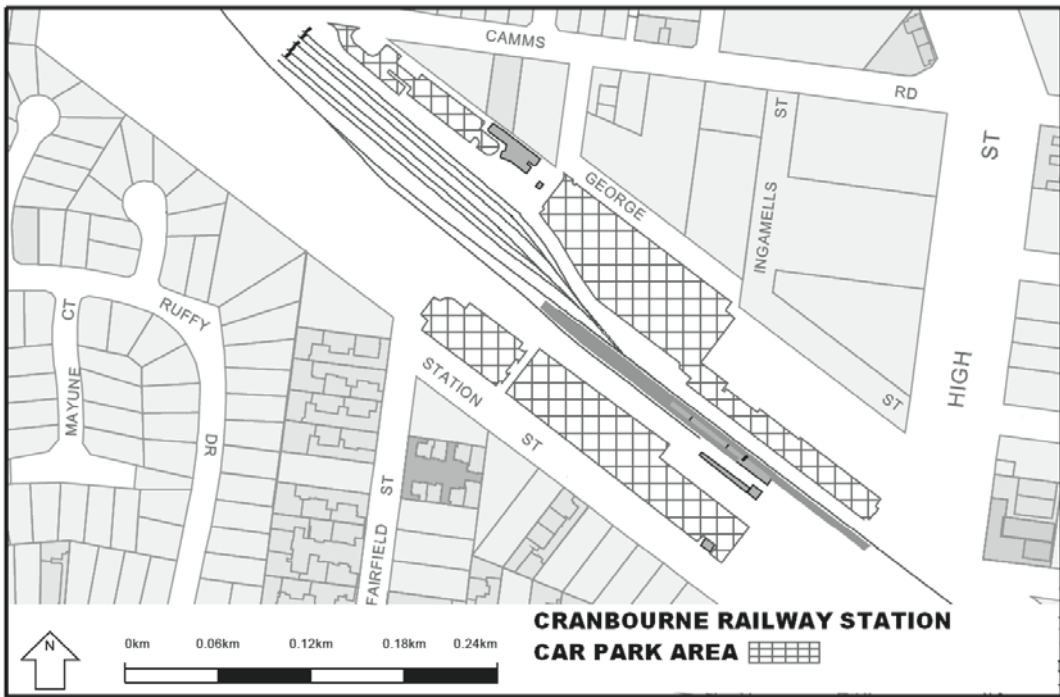 CAMMS
RD
ST
ST
GEORGE
INGAMELLS
HIGH
ST
RUFFY
CT
MAYUNE
DR
STATION
ST
FAIRFIELD
ST
N
0km 0.06km 0.12km 0.18km 0.24km
CRANBOURNE RAILWAY STATION
CAR PARK AREA